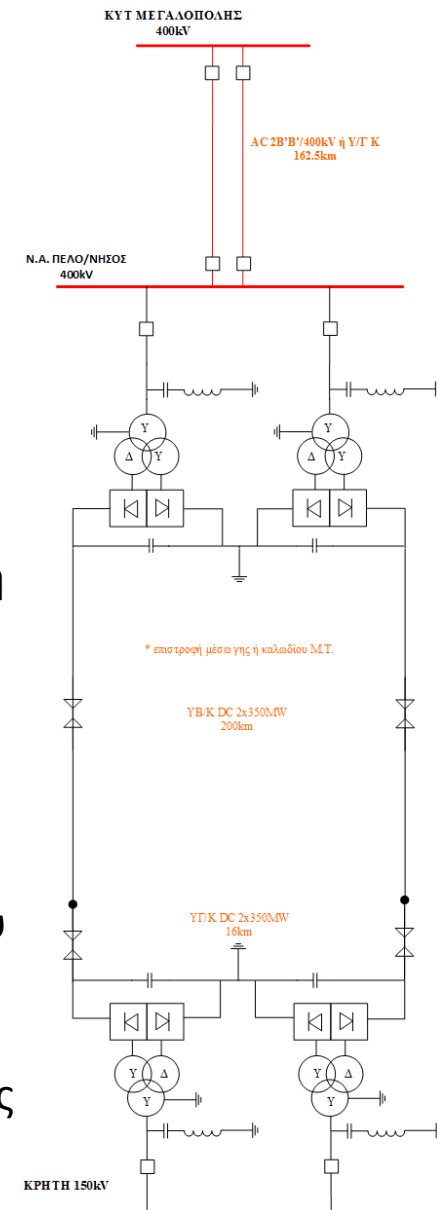 ΚΥΤ ΜΕΓΑΛΟΠΟΛΗΣ
400kV
AC 2Β'Β'/400kV ή Υ/Γ Κ
162.5km
Ν.Α. ΠΕΛΟ/ΝΗΣΟΣ
400kV
Υ
Υ
Δ
Υ
Δ
Υ
η
* επιστροφή μέσω γης ή καλωδίου Μ.Τ.
ΥΒ/Κ DC 2x350MW
200km
υ
ΥΓ/Κ DC 2x350MW
16km
Υ
Δ
Υ
Δ
Υ
Υ
ς
ΚΡΗΤΗ 150kV